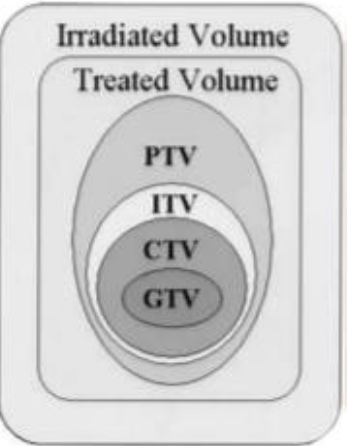 Irradiated Volume
Treated Volume
PTV
ITV
CTV
GTV